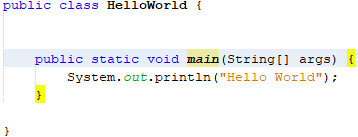 public class HelloWorld {
public static void main(String[] args) {
System.out.println("Hello World");
}
}